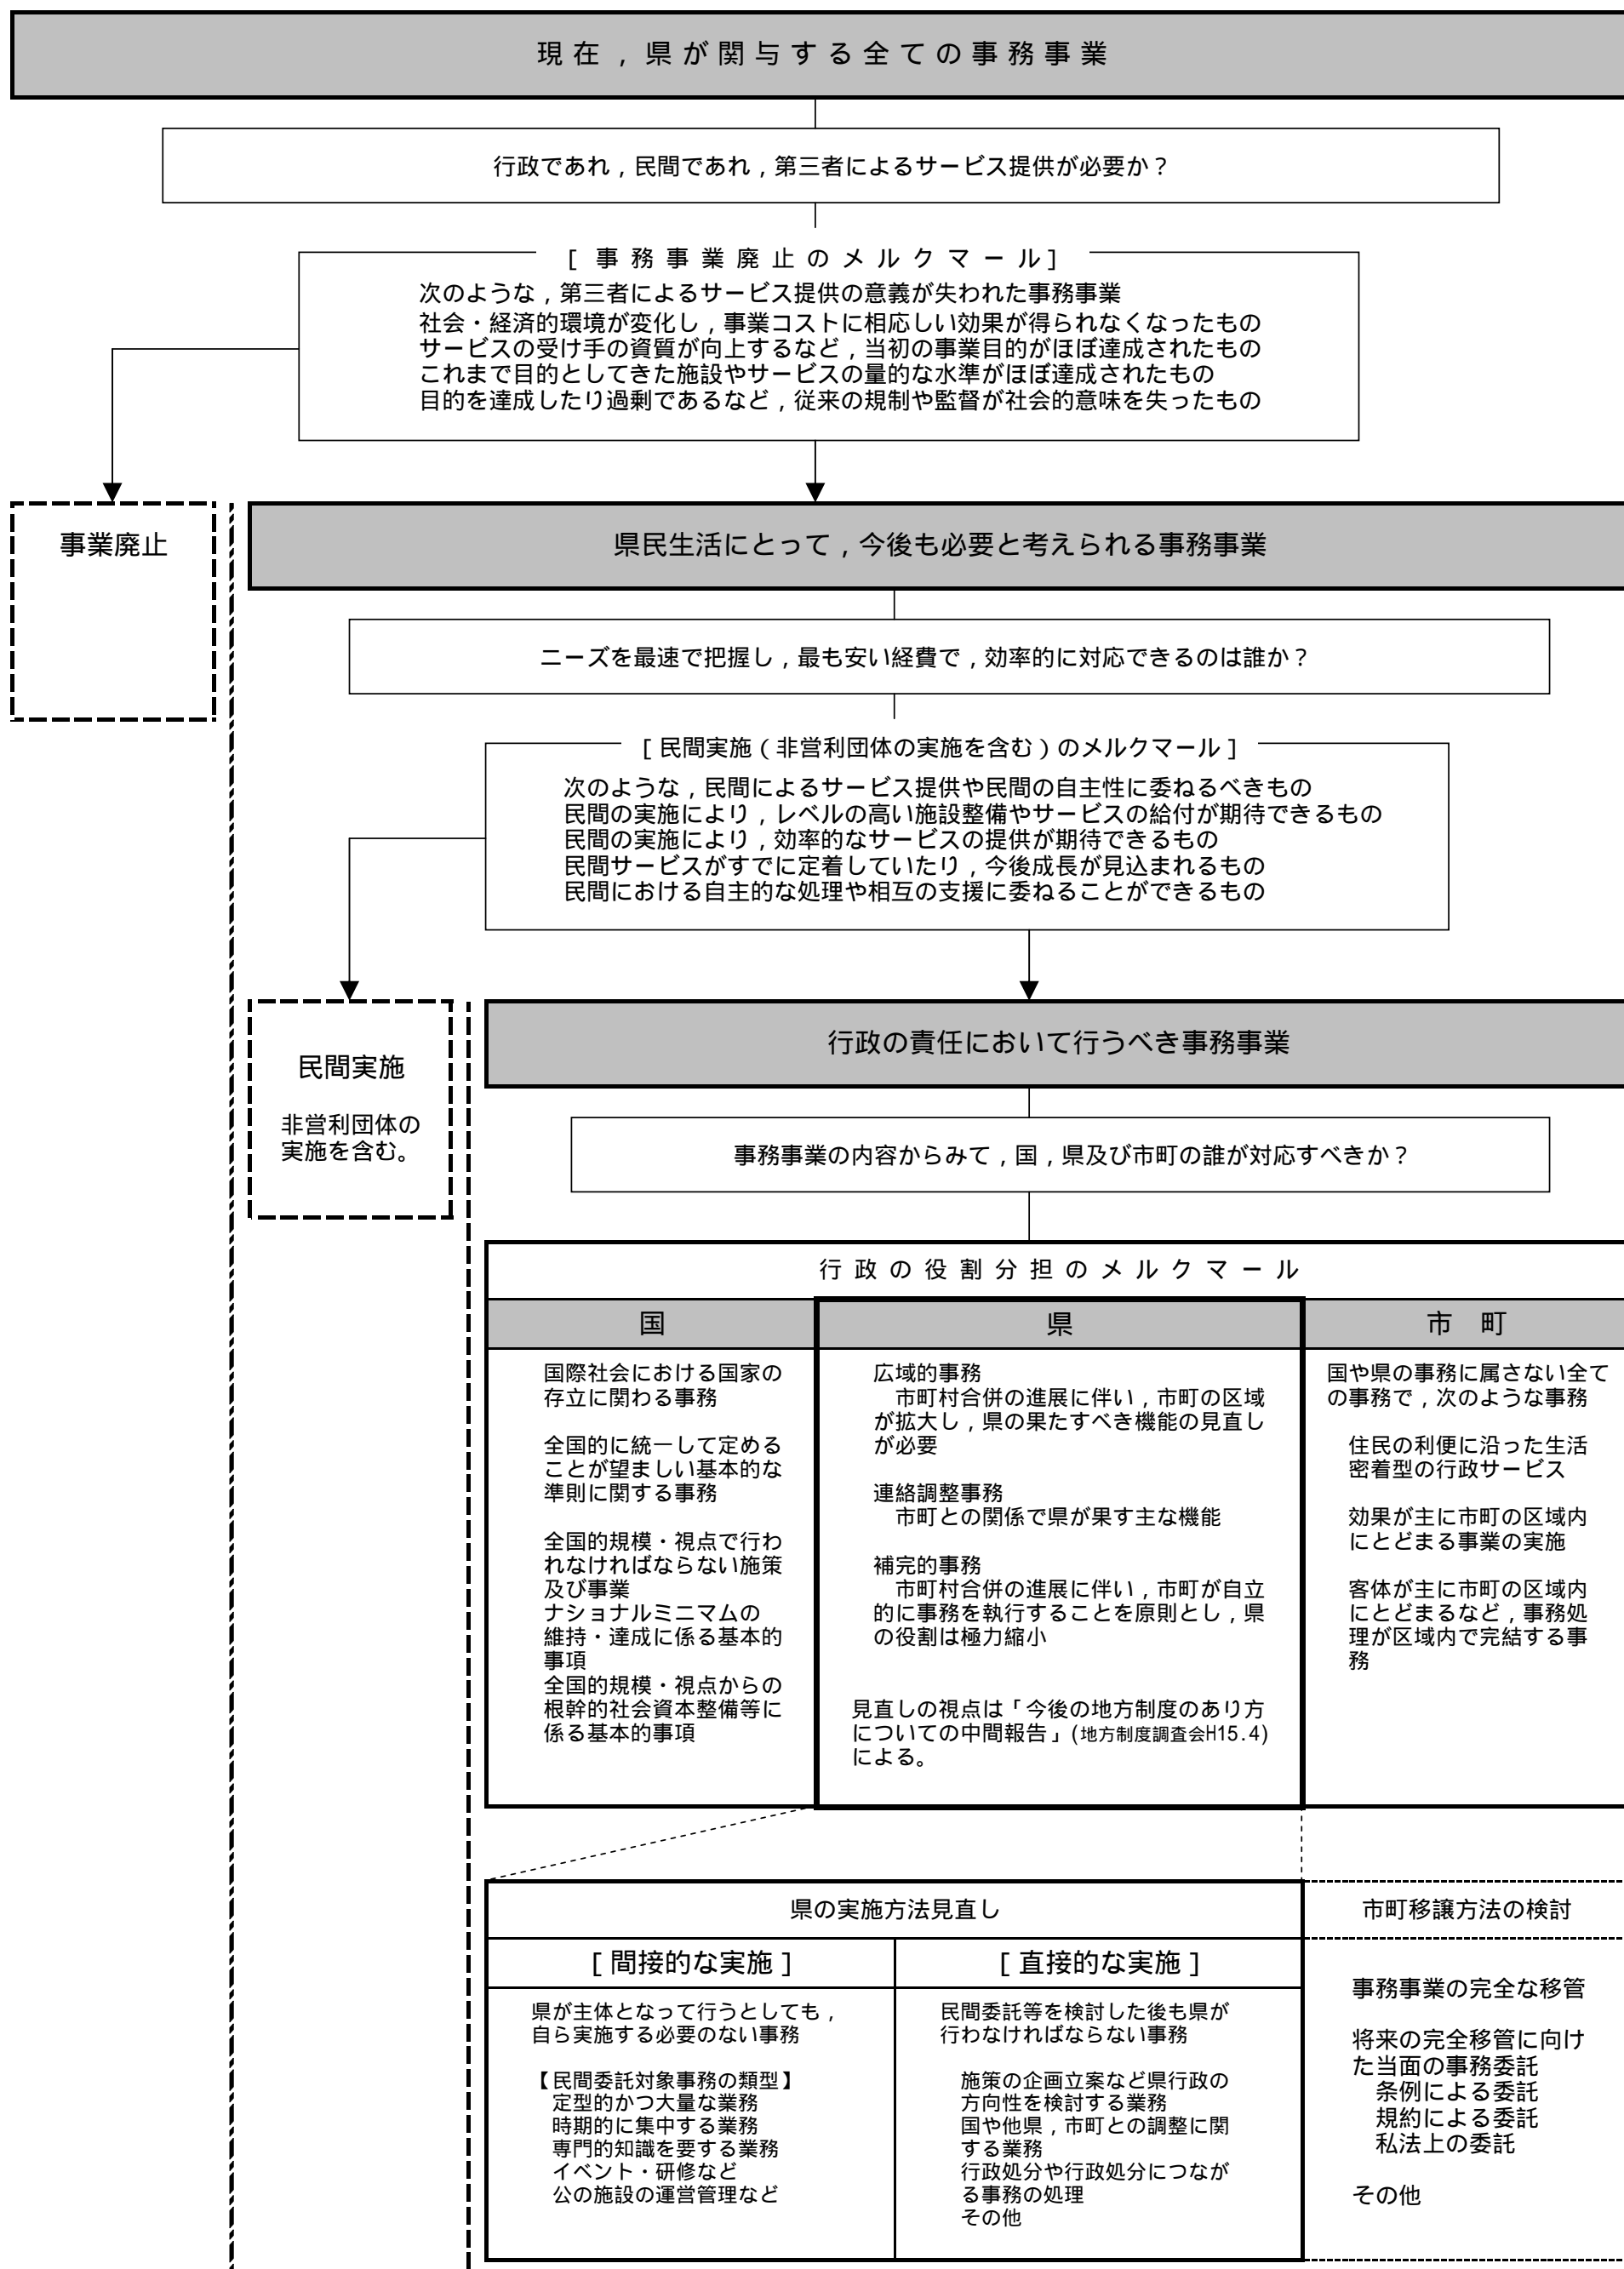 現在，県が関与する全ての事務事業
行政であれ，民間であれ，第三者によるサービス提供が必要か？
[ 事務事業廃止のメルクマール]
次のような，第三者によるサービス提供の意義が失われた事務事業
社会・経済的環境が変化し，事業コストに相応しい効果が得られなくなったもの
サービスの受け手の資質が向上するなど，当初の事業目的がほぼ達成されたもの
これまで目的としてきた施設やサービスの量的な水準がほぼ達成されたもの
目的を達成したり過剰であるなど，従来の規制や監督が社会的意味を失ったもの
事業廃止
県民生活にとって，今後も必要と考えられる事務事業
ニーズを最速で把握し，最も安い経費で，効率的に対応できるのは誰か？
[ 民間実施（非営利団体の実施を含む）のメルクマール ]
次のような，民間によるサービス提供や民間の自主性に委ねるべきもの
民間の実施により，レベルの高い施設整備やサービスの給付が期待できるもの
民間の実施により，効率的なサービスの提供が期待できるもの
民間サービスがすでに定着していたり，今後成長が見込まれるもの
民間における自主的な処理や相互の支援に委ねることができるもの
民間実施
非営利団体の
実施を含む。
行政の責任において行うべき事務事業
事務事業の内容からみて，国，県及び市町の誰が対応すべきか？
行政の役割分担のメルクマール
国
国際社会における国家の
存立に関わる事務
全国的に統一して定める
ことが望ましい基本的な
準則に関する事務
全国的規模・視点で行わ
れなければならない施策
及び事業
ナショナルミニマムの
維持・達成に係る基本的
事項
全国的規模・視点からの
根幹的社会資本整備等に
係る基本的事項
県
広域的事務
市町村合併の進展に伴い，市町の区域
が拡大し，県の果たすべき機能の見直し
が必要
連絡調整事務
市町との関係で県が果す主な機能
補完的事務
市町村合併の進展に伴い，市町が自立
的に事務を執行することを原則とし，県
の役割は極力縮小
見直しの視点は「今後の地方制度のあり方
についての中間報告」(地方制度調査会H15.4)
による。
市　町
国や県の事務に属さない全て
の事務で，次のような事務
住民の利便に沿った生活
密着型の行政サービス
効果が主に市町の区域内
にとどまる事業の実施
客体が主に市町の区域内
にとどまるなど，事務処
理が区域内で完結する事
務
県の実施方法見直し
[ 間接的な実施 ]
県が主体となって行うとしても，
自ら実施する必要のない事務
【民間委託対象事務の類型】
定型的かつ大量な業務
時期的に集中する業務
専門的知識を要する業務
イベント・研修など
公の施設の運営管理など
[ 直接的な実施 ]
民間委託等を検討した後も県が
行わなければならない事務
施策の企画立案など県行政の
方向性を検討する業務
国や他県，市町との調整に関
する業務
行政処分や行政処分につなが
る事務の処理
その他
市町移譲方法の検討
事務事業の完全な移管
将来の完全移管に向け
た当面の事務委託
条例による委託
規約による委託
私法上の委託
その他